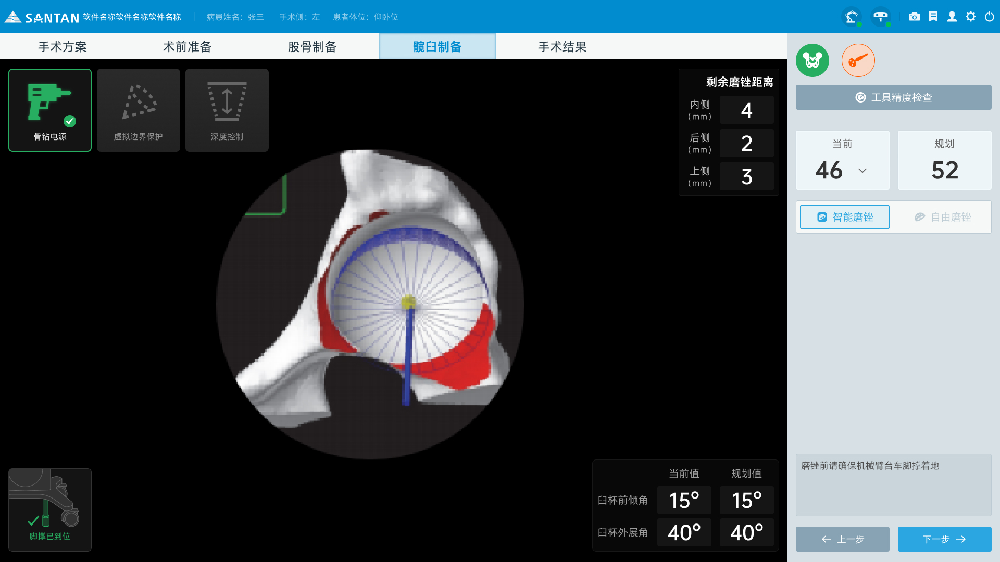 SANTAN 软件名称软件名称软件名称 病患姓名：张三 手术侧：左 患者体位：仰卧位
手术方案 术前准备 股骨制备 髋臼制备 手术结果
骨钻电源 虚拟边界保护 深度控制
剩余磨锉距离
内侧
(mm)
4
后侧
(mm)
2
上侧
(mm)
3
工具精度检查
当前 规划
46 52
智能磨锉 自由磨锉
磨锉前请确保机械臂台车脚撑着地
脚撑已到位
当前值 规划值
臼杯前倾角 15° 15°
臼杯外展角 40° 40°
上一步 下一步